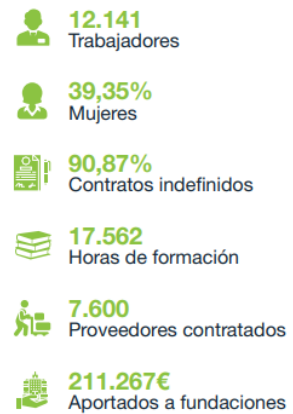 12.141
Trabajadores
39,35%
Mujeres
90,87%
Contratos indefinidos
17.562
Horas de formación
7.600
Proveedores contratados
211.267€
Aportados a fundaciones